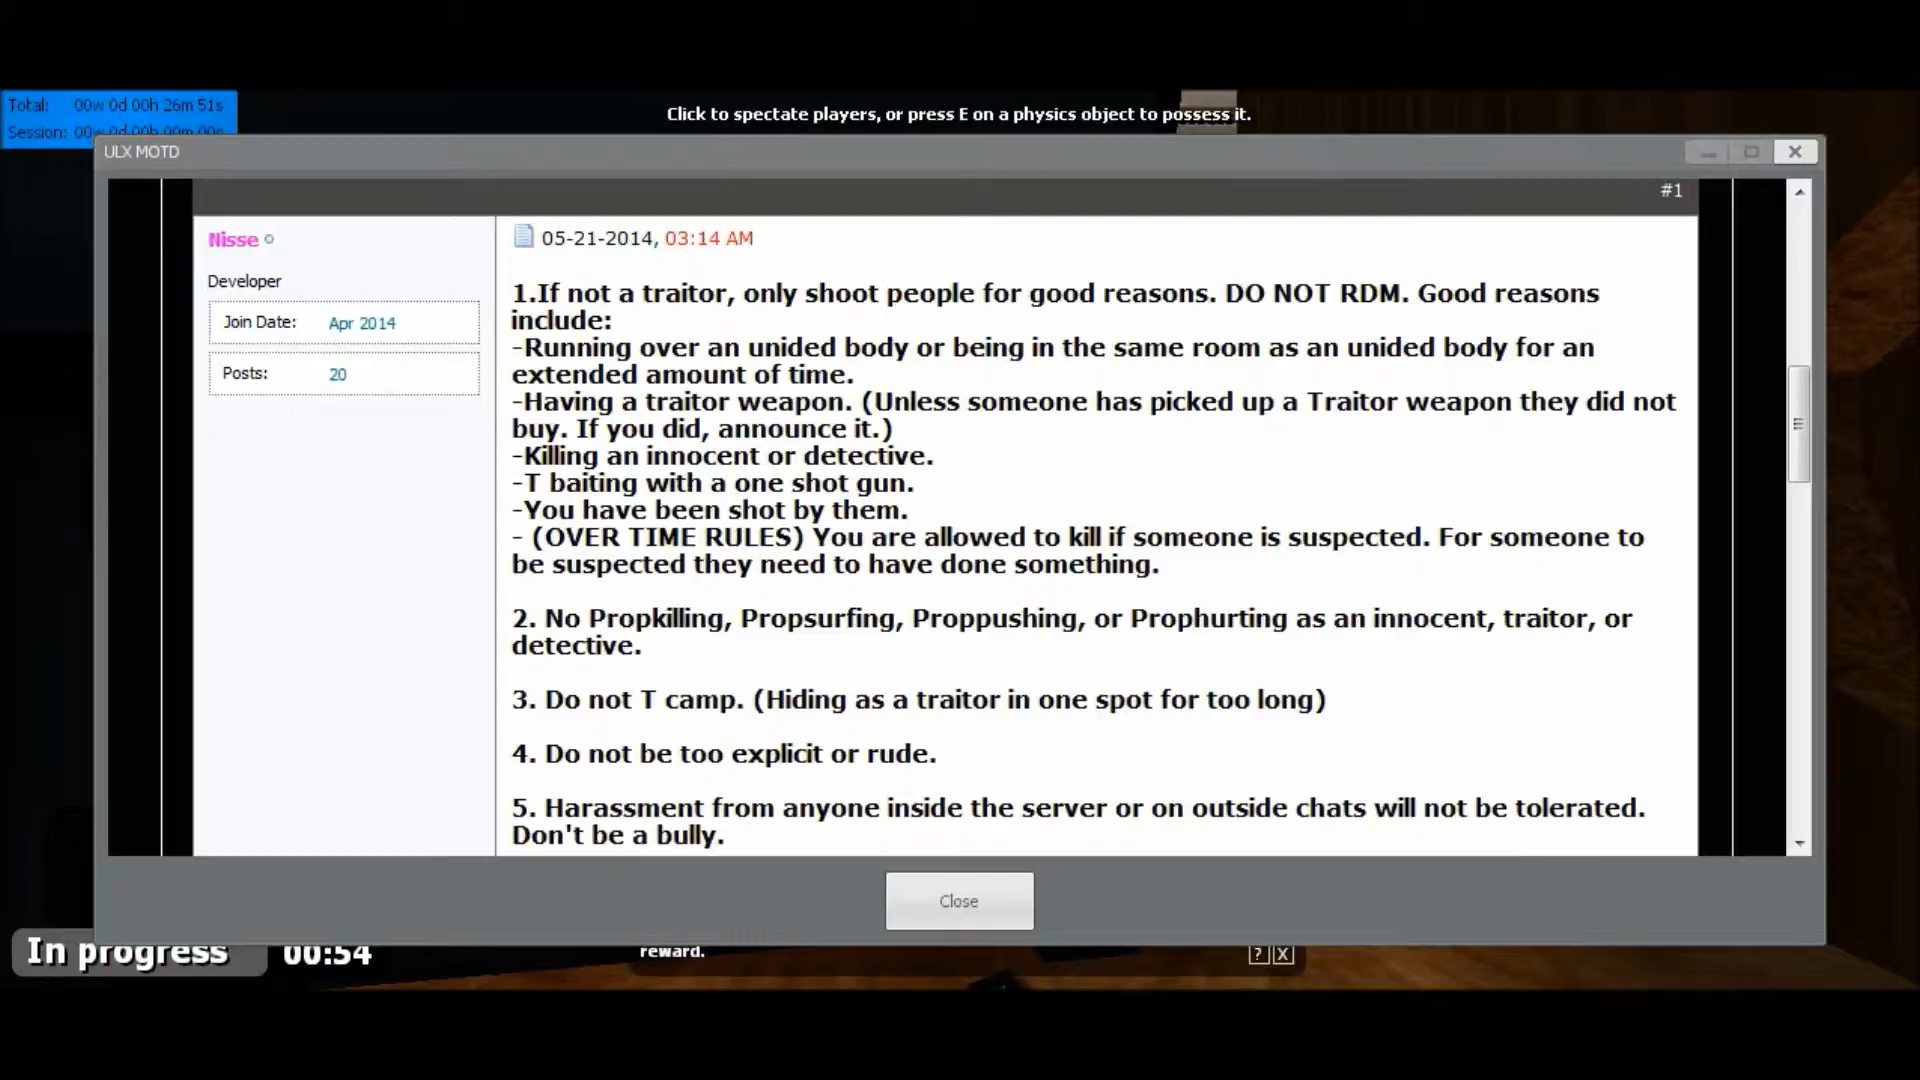 Total: 00w 0d 00h 26m 51s
Click to spectate players, or press E on a physics object to possess it.
Session: 00w 0d 00h 00m 00s
ULX MOTD
#1
Nisse
Developer
Join Date: Apr 2014
Posts: 20
05-21-2014, 03:14 AM
1.If not a traitor, only shoot people for good reasons. DO NOT RDM. Good reasons
include:
-Running over an unided body or being in the same room as an unided body for an
extended amount of time.
-Having a traitor weapon. (Unless someone has picked up a Traitor weapon they did not
buy. If you did, announce it.)
-Killing an innocent or detective.
-T baiting with a one shot gun.
-You have been shot by them.
- (OVER TIME RULES) You are allowed to kill if someone is suspected. For someone to
be suspected they need to have done something.
2. No Propkilling, Propsurfing, Proppushing, or Prophurting as an innocent, traitor, or
detective.
3. Do not T camp. (Hiding as a traitor in one spot for too long)
4. Do not be too explicit or rude.
5. Harassment from anyone inside the server or on outside chats will not be tolerated.
Don't be a bully.
Close
In progress 00:54
reward.
? X